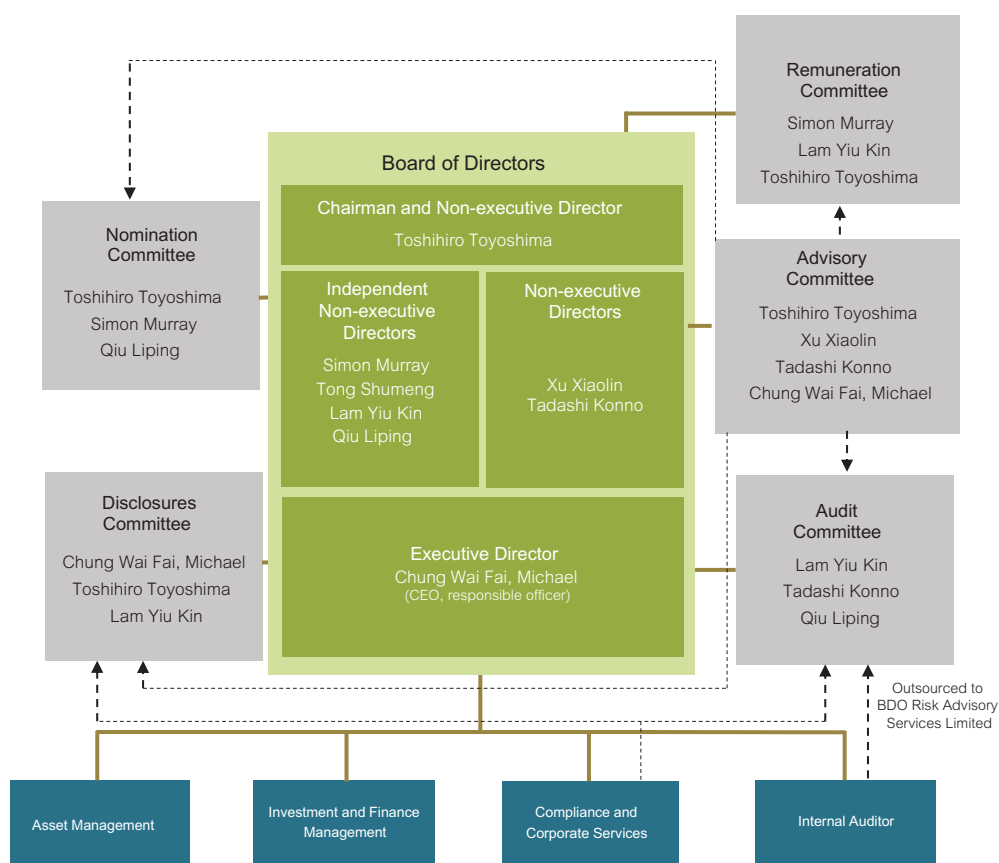 Remuneration
Committee
Simon Murray
Lam Yiu Kin
Toshihiro Toyoshima
Board of Directors
Chairman and Non-executive Director
Toshihiro Toyoshima
Nomination
Committee
Toshihiro Toyoshima
Simon Murray
Qiu Liping
Independent
Non-executive
Directors
Simon Murray
Tong Shumeng
Lam Yiu Kin
Qiu Liping
Non-executive
Directors
Xu Xiaolin
Tadashi Konno
Advisory
Committee
Toshihiro Toyoshima
Xu Xiaolin
Tadashi Konno
Chung Wai Fai, Michael
Disclosures
Committee
Chung Wai Fai, Michael
Toshihiro Toyoshima
Lam Yiu Kin
Executive Director
Chung Wai Fai, Michael
(CEO, responsible officer)
Audit
Committee
Lam Yiu Kin
Tadashi Konno
Qiu Liping
Outsourced to
BDO Risk Advisory
Services Limited
Asset Management
Investment and Finance
Management
Compliance and
Corporate Services
Internal Auditor